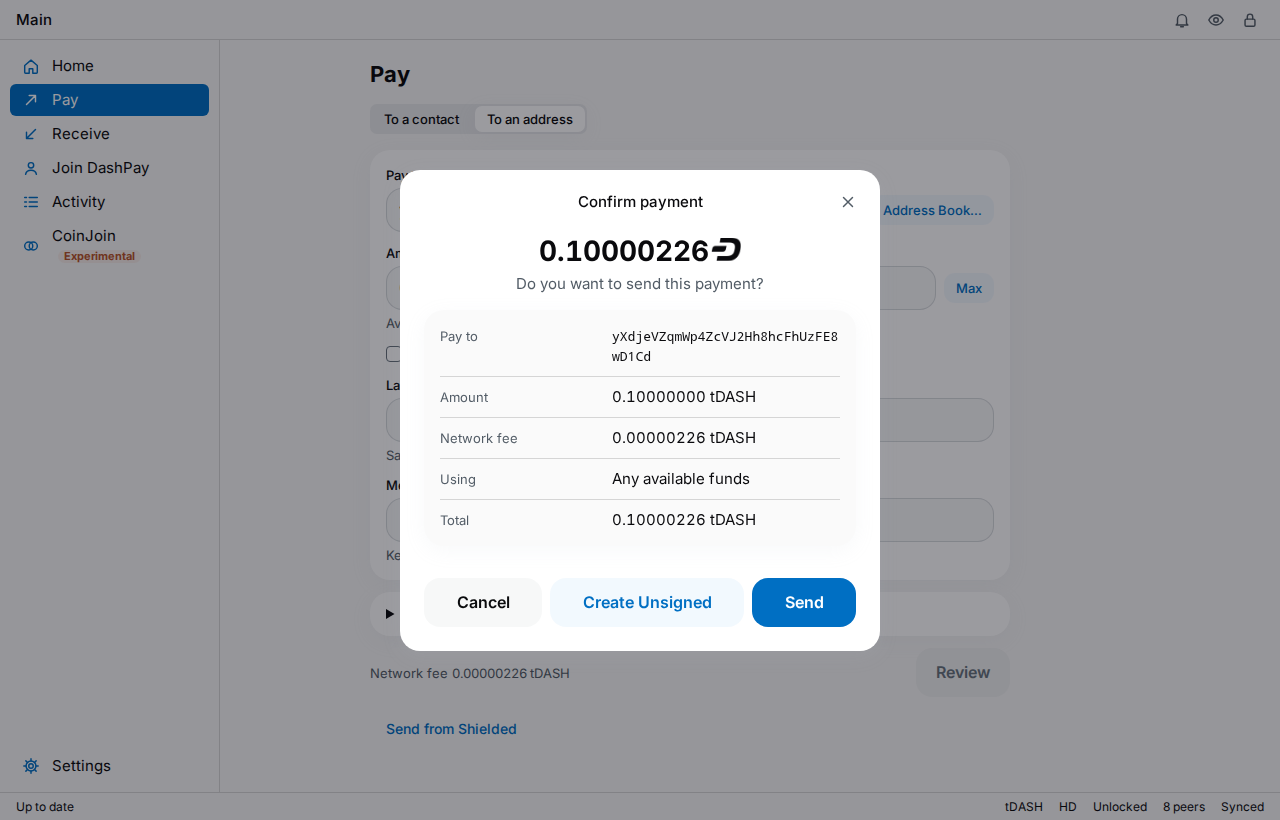 Main
Home
Pay
Receive
Join DashPay
Activity
CoinJoin
Experimental
Settings
Pay
To a contact
To an address
Address Book...
Max
Confirm payment
0.10000226
Do you want to send this payment?
Pay to
yXdjeVZqmWp4ZcVJ2Hh8hcFhUzFE8
wD1Cd
Amount
0.10000000 tDASH
Network fee
0.00000226 tDASH
Using
Any available funds
Total
0.10000226 tDASH
Cancel
Create Unsigned
Send
Network fee 0.00000226 tDASH
Review
Send from Shielded
Up to date
tDASH
HD
Unlocked
8 peers
Synced